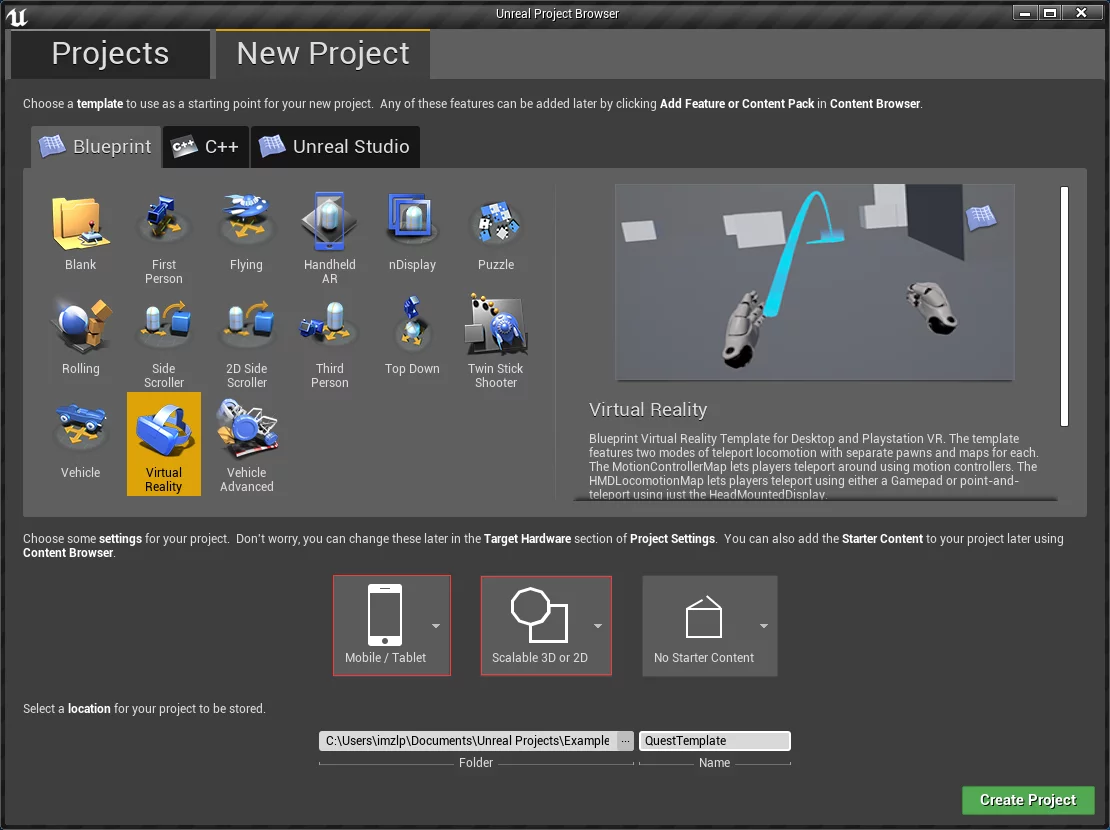 Unreal Project Browser
Projects
New Project
Choose a template to use as a starting point for your new project.  Any of these features can be added later by clicking Add Feature or Content Pack in Content Browser.
Blueprint
C++
C++
Unreal Studio
Blank
First
Person
Flying
Handheld
AR
nDisplay
Puzzle
Rolling
Side
Scroller
2D Side
Scroller
Third
Person
Top Down
Twin Stick
Shooter
Vehicle
Virtual
Reality
Vehicle
Advanced
Virtual Reality
Blueprint Virtual Reality Template for Desktop and Playstation VR. The template
features two modes of teleport locomotion with separate pawns and maps for each.
The MotionControllerMap lets players teleport around using motion controllers. The
HMDLocomotionMap lets players teleport using either a Gamepad or point-and-
teleport using just the HeadMountedDisplay.
Choose some settings for your project.  Don't worry, you can change these later in the Target Hardware section of Project Settings.  You can also add the Starter Content to your project later using
Content Browser.
Mobile / Tablet
Scalable 3D or 2D
No Starter Content
Select a location for your project to be stored.
C:\Users\imzlp\Documents\Unreal Projects\Example
...
QuestTemplate
Folder
Name
Create Project